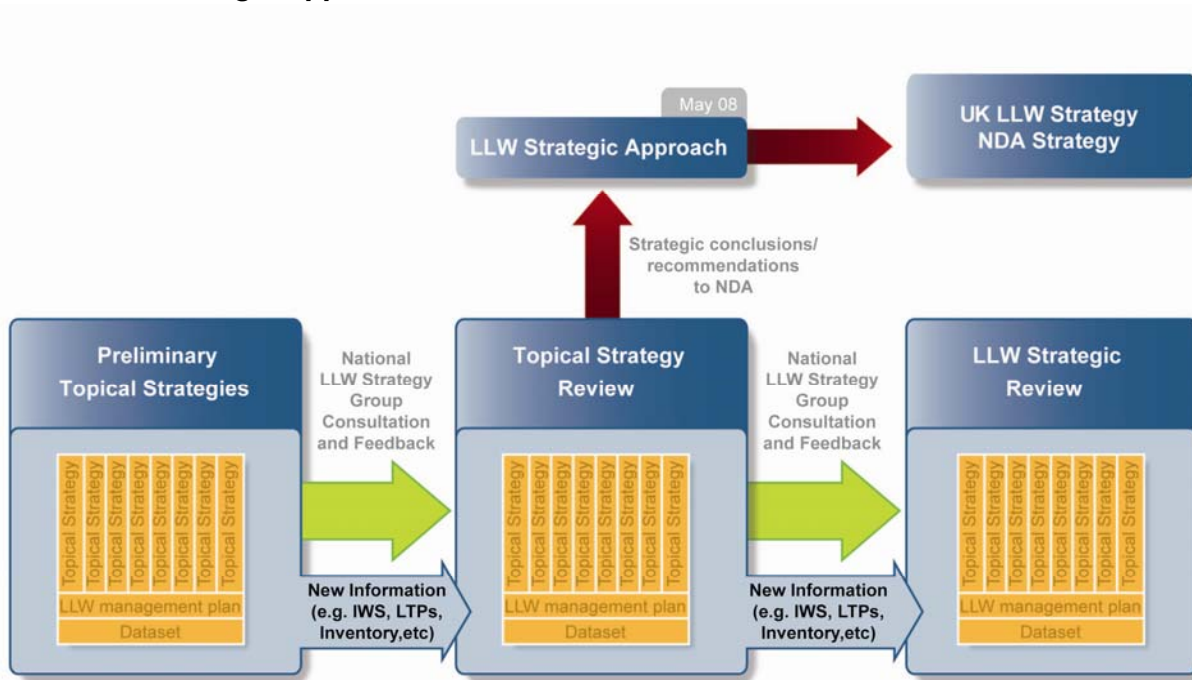 May 08
LLW Strategic Approach
UK LLW Strategy
NDA Strategy
Strategic conclusions/
recommendations
to NDA
Preliminary
Topical Strategies
National
LLW Strategy
Group
Consultation
and Feedback
Topical Strategy
Review
National
LLW Strategy
Group
Consultation
and Feedback
LLW Strategic
Review
Topical Strategy
Topical Strategy
Topical Strategy
Topical Strategy
Topical Strategy
Topical Strategy
Topical Strategy
Topical Strategy
LLW management plan
Dataset
New Information
(e.g. IWS, LTPs,
Inventory,etc)
Topical Strategy
Topical Strategy
Topical Strategy
Topical Strategy
Topical Strategy
Topical Strategy
Topical Strategy
Topical Strategy
LLW management plan
Dataset
New Information
(e.g. IWS, LTPs,
Inventory,etc)
Topical Strategy
Topical Strategy
Topical Strategy
Topical Strategy
Topical Strategy
Topical Strategy
Topical Strategy
Topical Strategy
LLW management plan
Dataset